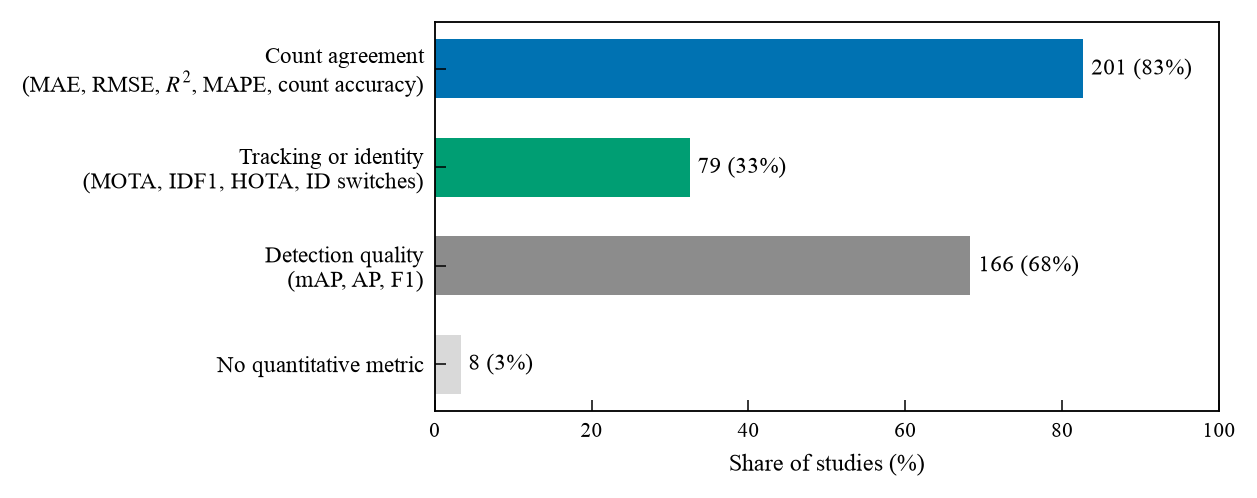 Count agreement
(MAE, RMSE, R², MAPE, count accuracy)
201 (83%)
Tracking or identity
(MOTA, IDF1, HOTA, ID switches)
79 (33%)
Detection quality
(mAP, AP, F1)
166 (68%)
No quantitative metric
8 (3%)
0 20 40 60 80 100
Share of studies (%)